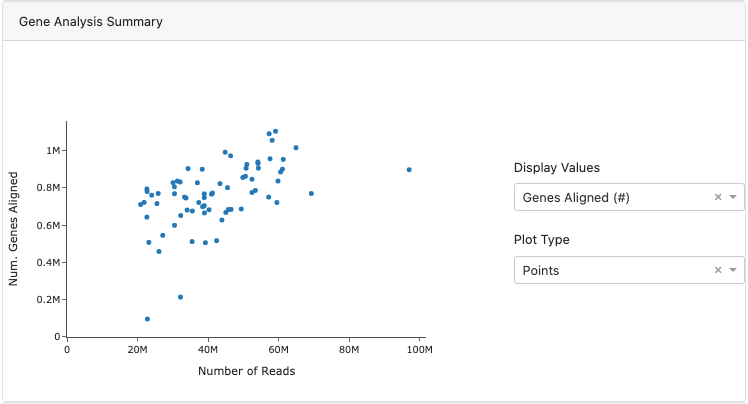 Gene Analysis Summary
Num. Genes Aligned
1M
0.8M
0.6M
0.4M
0.2M
0
0
20M
40M
60M
80M
100M
Number of Reads
Display Values
Genes Aligned (#)
Plot Type
Points